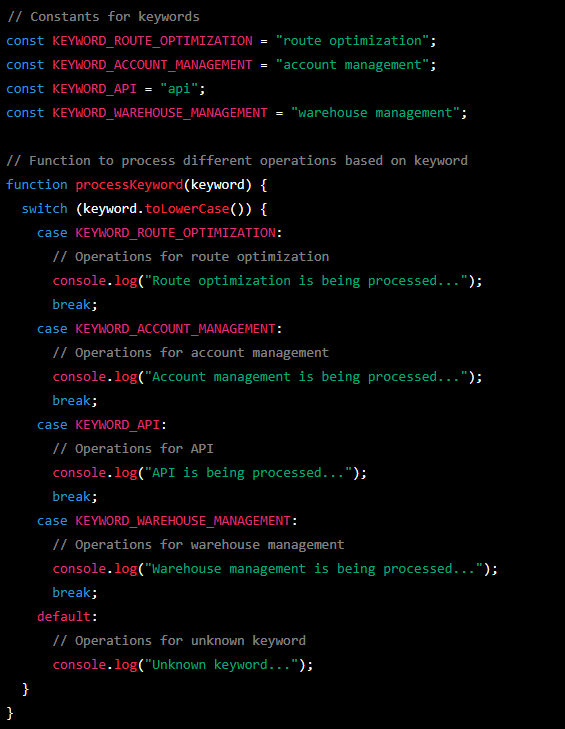 // Constants for keywords
const KEYWORD_ROUTE_OPTIMIZATION = "route optimization";
const KEYWORD_ACCOUNT_MANAGEMENT = "account management";
const KEYWORD_API = "api";
const KEYWORD_WAREHOUSE_MANAGEMENT = "warehouse management";

// Function to process different operations based on keyword
function processKeyword(keyword) {
  switch (keyword.toLowerCase()) {
    case KEYWORD_ROUTE_OPTIMIZATION:
      // Operations for route optimization
      console.log("Route optimization is being processed...");
      break;
    case KEYWORD_ACCOUNT_MANAGEMENT:
      // Operations for account management
      console.log("Account management is being processed...");
      break;
    case KEYWORD_API:
      // Operations for API
      console.log("API is being processed...");
      break;
    case KEYWORD_WAREHOUSE_MANAGEMENT:
      // Operations for warehouse management
      console.log("Warehouse management is being processed...");
      break;
    default:
      // Operations for unknown keyword
      console.log("Unknown keyword...");
  }
}